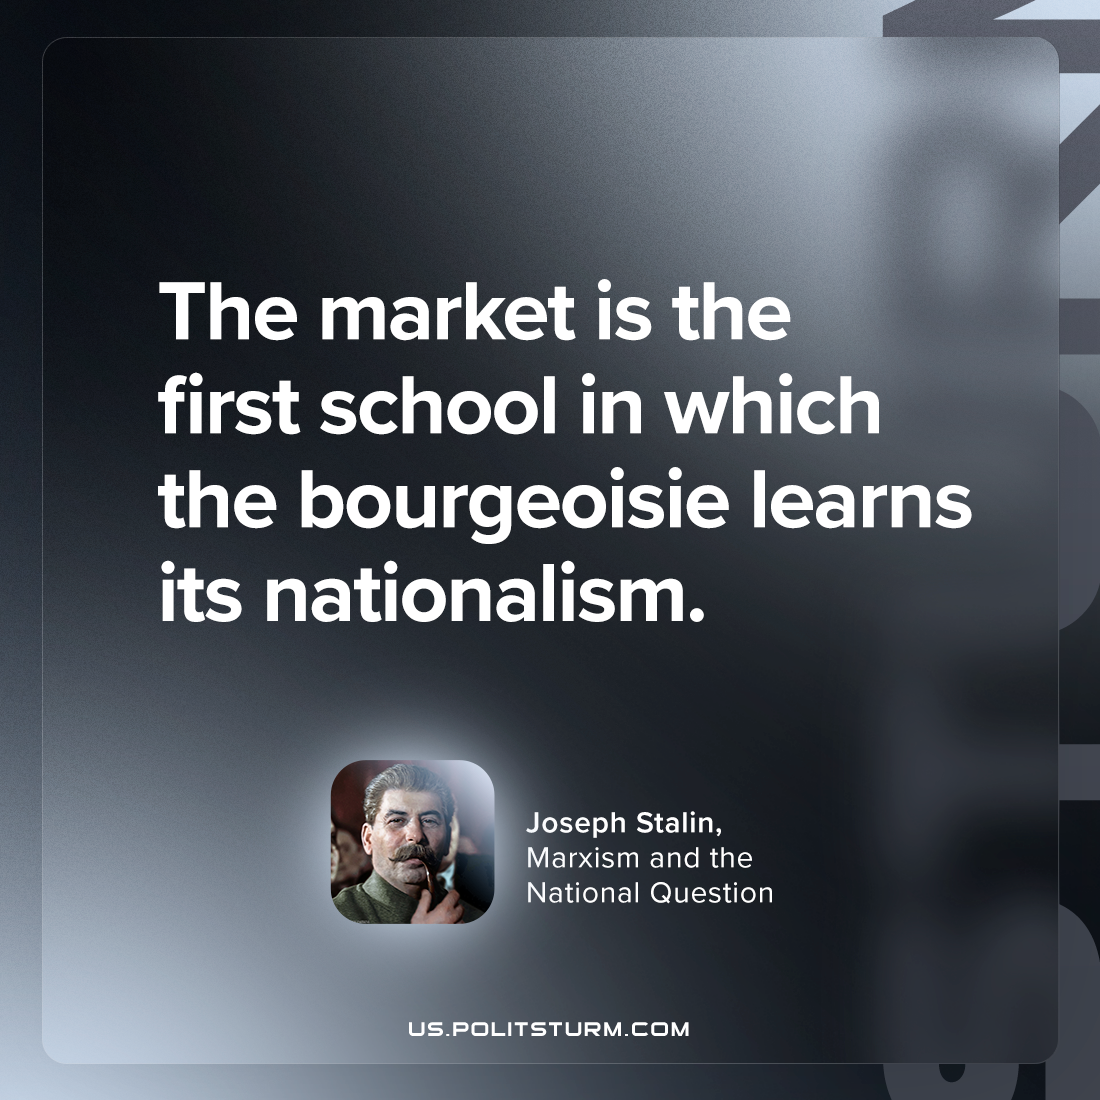 The market is the
first school in which
the bourgeoisie learns
its nationalism.
Joseph Stalin,
Marxism and the
National Question
US.POLITSTURM.COM